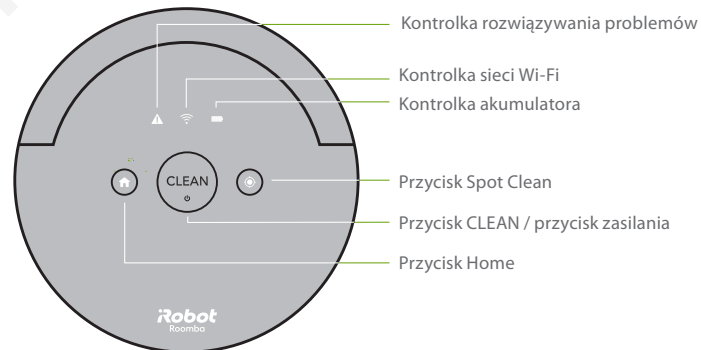 Kontrolka rozwiązywania problemów
Kontrolka sieci Wi-Fi
Kontrolka akumulatora
CLEAN
Przycisk Spot Clean
Przycisk CLEAN / przycisk zasilania
Przycisk Home
iRobot
Roomba